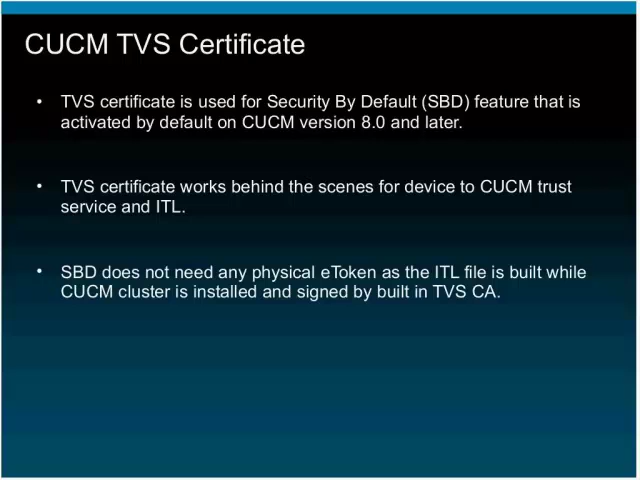 CUCM TVS Certificate
• TVS certificate is used for Security By Default (SBD) feature that is
activated by default on CUCM version 8.0 and later.
• TVS certificate works behind the scenes for device to CUCM trust
service and ITL.
• SBD does not need any physical eToken as the ITL file is built while
CUCM cluster is installed and signed by built in TVS CA.